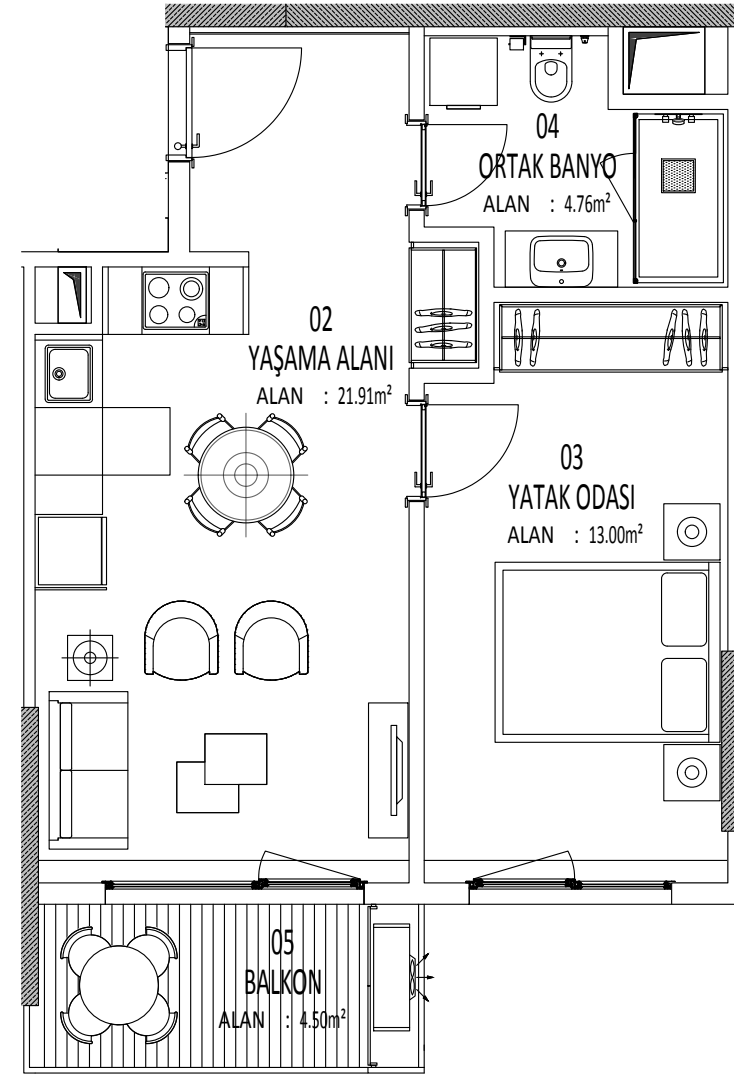 04
ORTAK BANYO
ALAN : 4.76m²
02
YAŞAMA ALANI
ALAN : 21.91m²
03
YATAK ODASI
ALAN : 13.00m²
05
BALKON
ALAN : 4.50m²